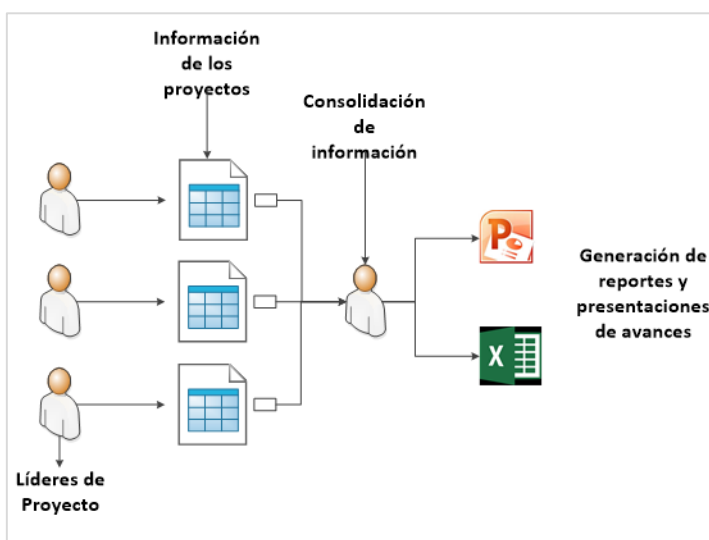 Información
de los
proyectos
Consolidación
de
información
P
Generación de
reportes y
presentaciones
de avances
X
Líderes de
Proyecto